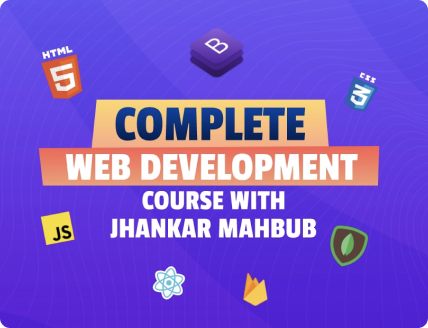 HTML
5
B
CSS
3
COMPLETE
WEB DEVELOPMENT
COURSE WITH
JHANKAR MAHBUB
JS